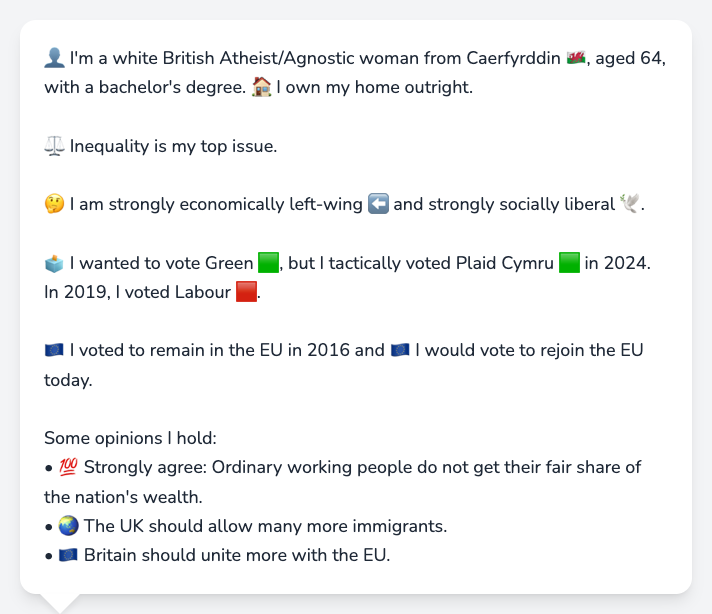 👤 I'm a white British Atheist/Agnostic woman from Caerfyrddin 🏴󠁧󠁢󠁷󠁬󠁳󠁿, aged 64,
with a bachelor's degree. 🏠 I own my home outright.
⚖️ Inequality is my top issue.
🤔 I am strongly economically left-wing ⬅️ and strongly socially liberal 🕊️.
🗳️ I wanted to vote Green 🟩, but I tactically voted Plaid Cymru 🟩 in 2024.
In 2019, I voted Labour 🟥.
🇪🇺 I voted to remain in the EU in 2016 and 🇪🇺 I would vote to rejoin the EU
today.
Some opinions I hold:
• 💯 Strongly agree: Ordinary working people do not get their fair share of
the nation's wealth.
• 🌏 The UK should allow many more immigrants.
• 🇪🇺 Britain should unite more with the EU.